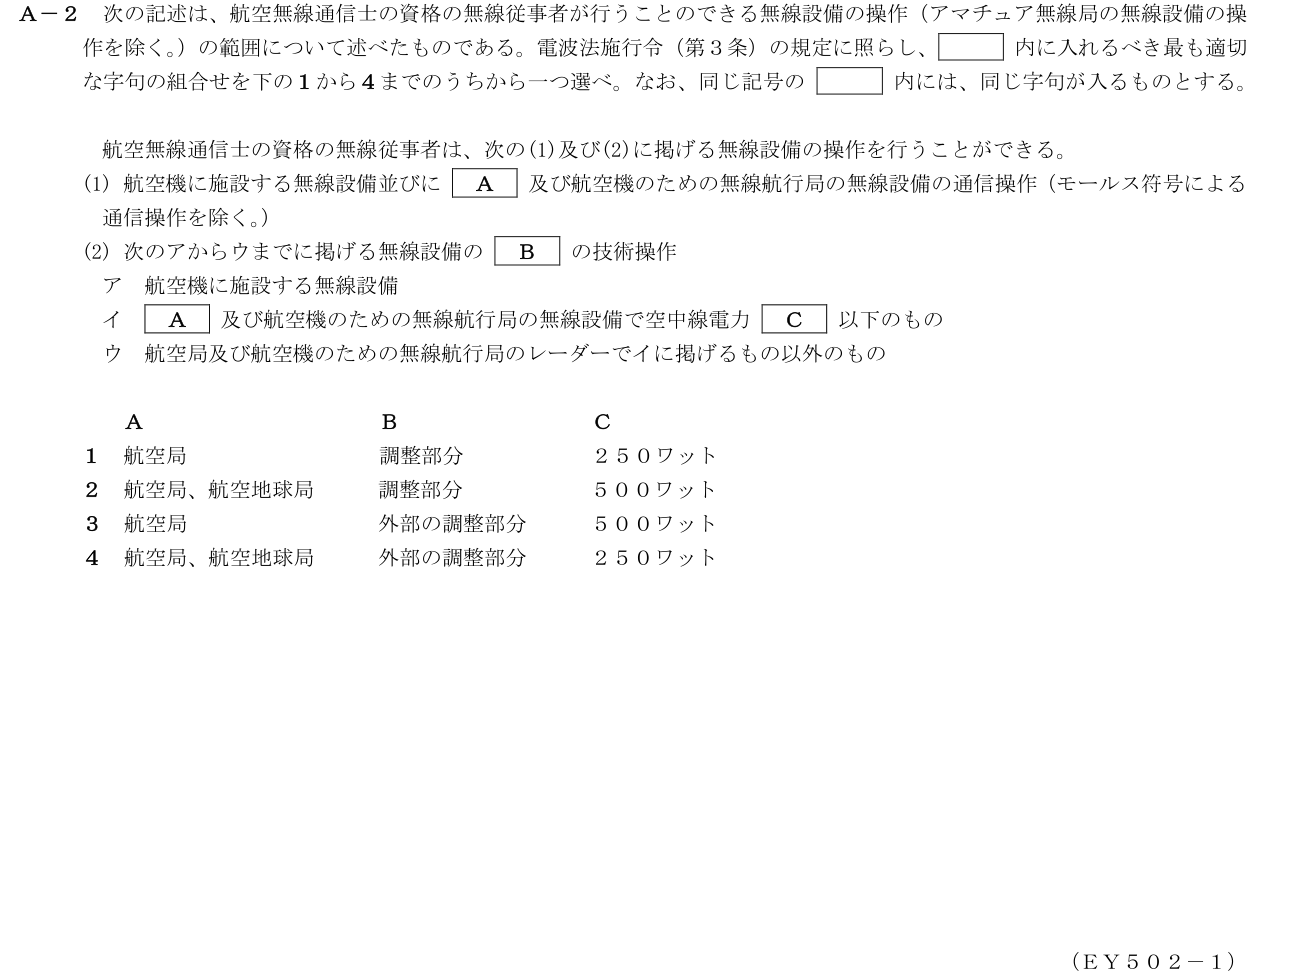 A－2　次の記述は、航空無線通信士の資格の無線従事者が行うことのできる無線設備の操作（アマチュア無線局の無線設備の操
作を除く。）の範囲について述べたものである。電波法施行令（第３条）の規定に照らし、　　内に入れるべき最も適切
な字句の組合せを下の１から４までのうちから一つ選べ。なお、同じ記号の　　内には、同じ字句が入るものとする。
航空無線通信士の資格の無線従事者は、次の(1)及び(2)に掲げる無線設備の操作を行うことができる。
(1) 航空機に施設する無線設備並びに A 及び航空機のための無線航行局の無線設備の通信操作（モールス符号による
通信操作を除く。）
(2) 次のアからウまでに掲げる無線設備の B の技術操作
ア　航空機に施設する無線設備
イ　A 及び航空機のための無線航行局の無線設備で空中線電力 C 以下のもの
ウ　航空局及び航空機のための無線航行局のレーダーでイに掲げるもの以外のもの
A　B　C
1　航空局　調整部分　２５０ワット
2　航空局、航空地球局　調整部分　５００ワット
3　航空局　外部の調整部分　５００ワット
4　航空局、航空地球局　外部の調整部分　２５０ワット
（ＥＹ５０２－１）